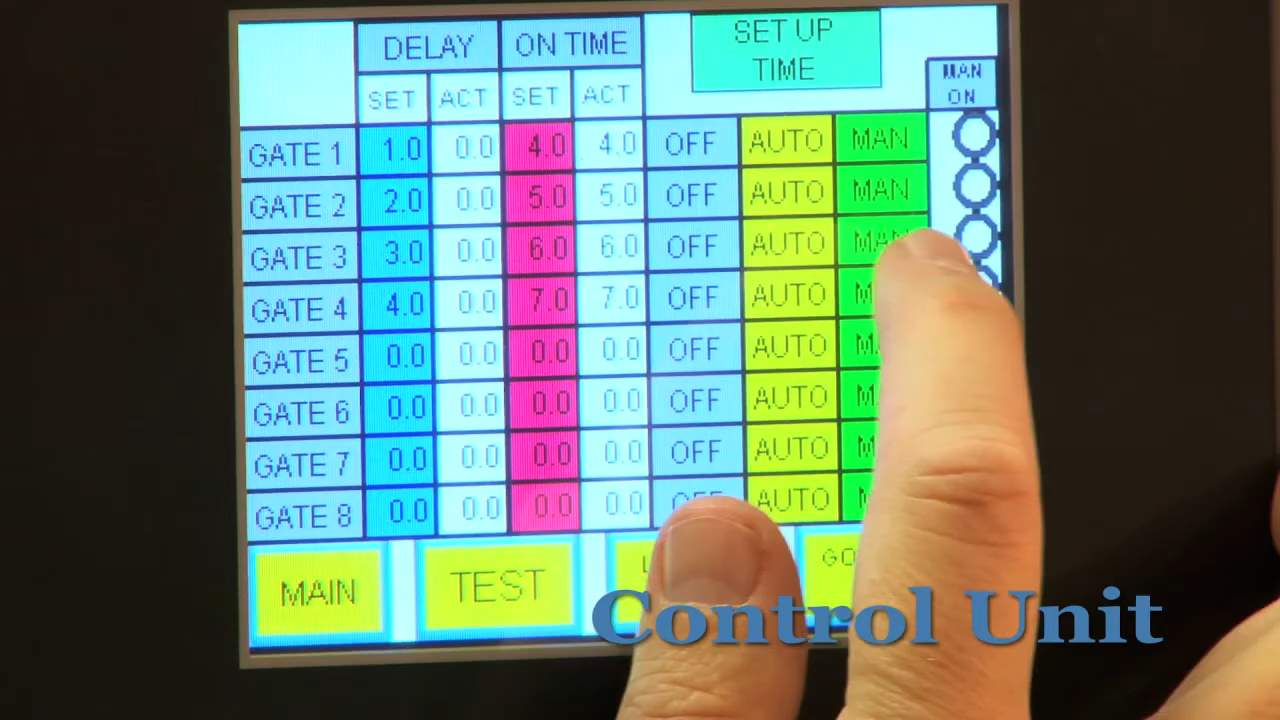 DELAY ON TIME SET UP TIME
SET ACT SET ACT MAN ON
GATE 1 1.0 0.0 4.0 4.0 OFF AUTO MAN
GATE 2 2.0 0.0 5.0 5.0 OFF AUTO MAN
GATE 3 3.0 0.0 6.0 6.0 OFF AUTO MAN
GATE 4 4.0 0.0 7.0 7.0 OFF AUTO
GATE 5 0.0 0.0 0.0 0.0 OFF AUTO
GATE 6 0.0 0.0 0.0 0.0 OFF AUTO
GATE 7 0.0 0.0 0.0 0.0 OFF AUTO
GATE 8 0.0 0.0 0.0 0.0 OFF AUTO
MAIN TEST
Control Unit